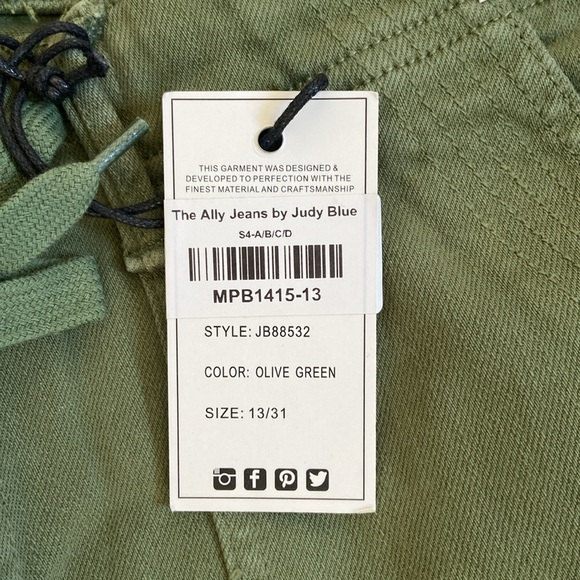 THIS GARMENT WAS DESIGNED &
DEVELOPED TO PERFECTION WITH THE
FINEST MATERIAL AND CRAFTSMANSHIP
The Ally Jeans by Judy Blue
S4-A/B/C/D
MPB1415-13
STYLE: JB88532
COLOR: OLIVE GREEN
SIZE: 13/31